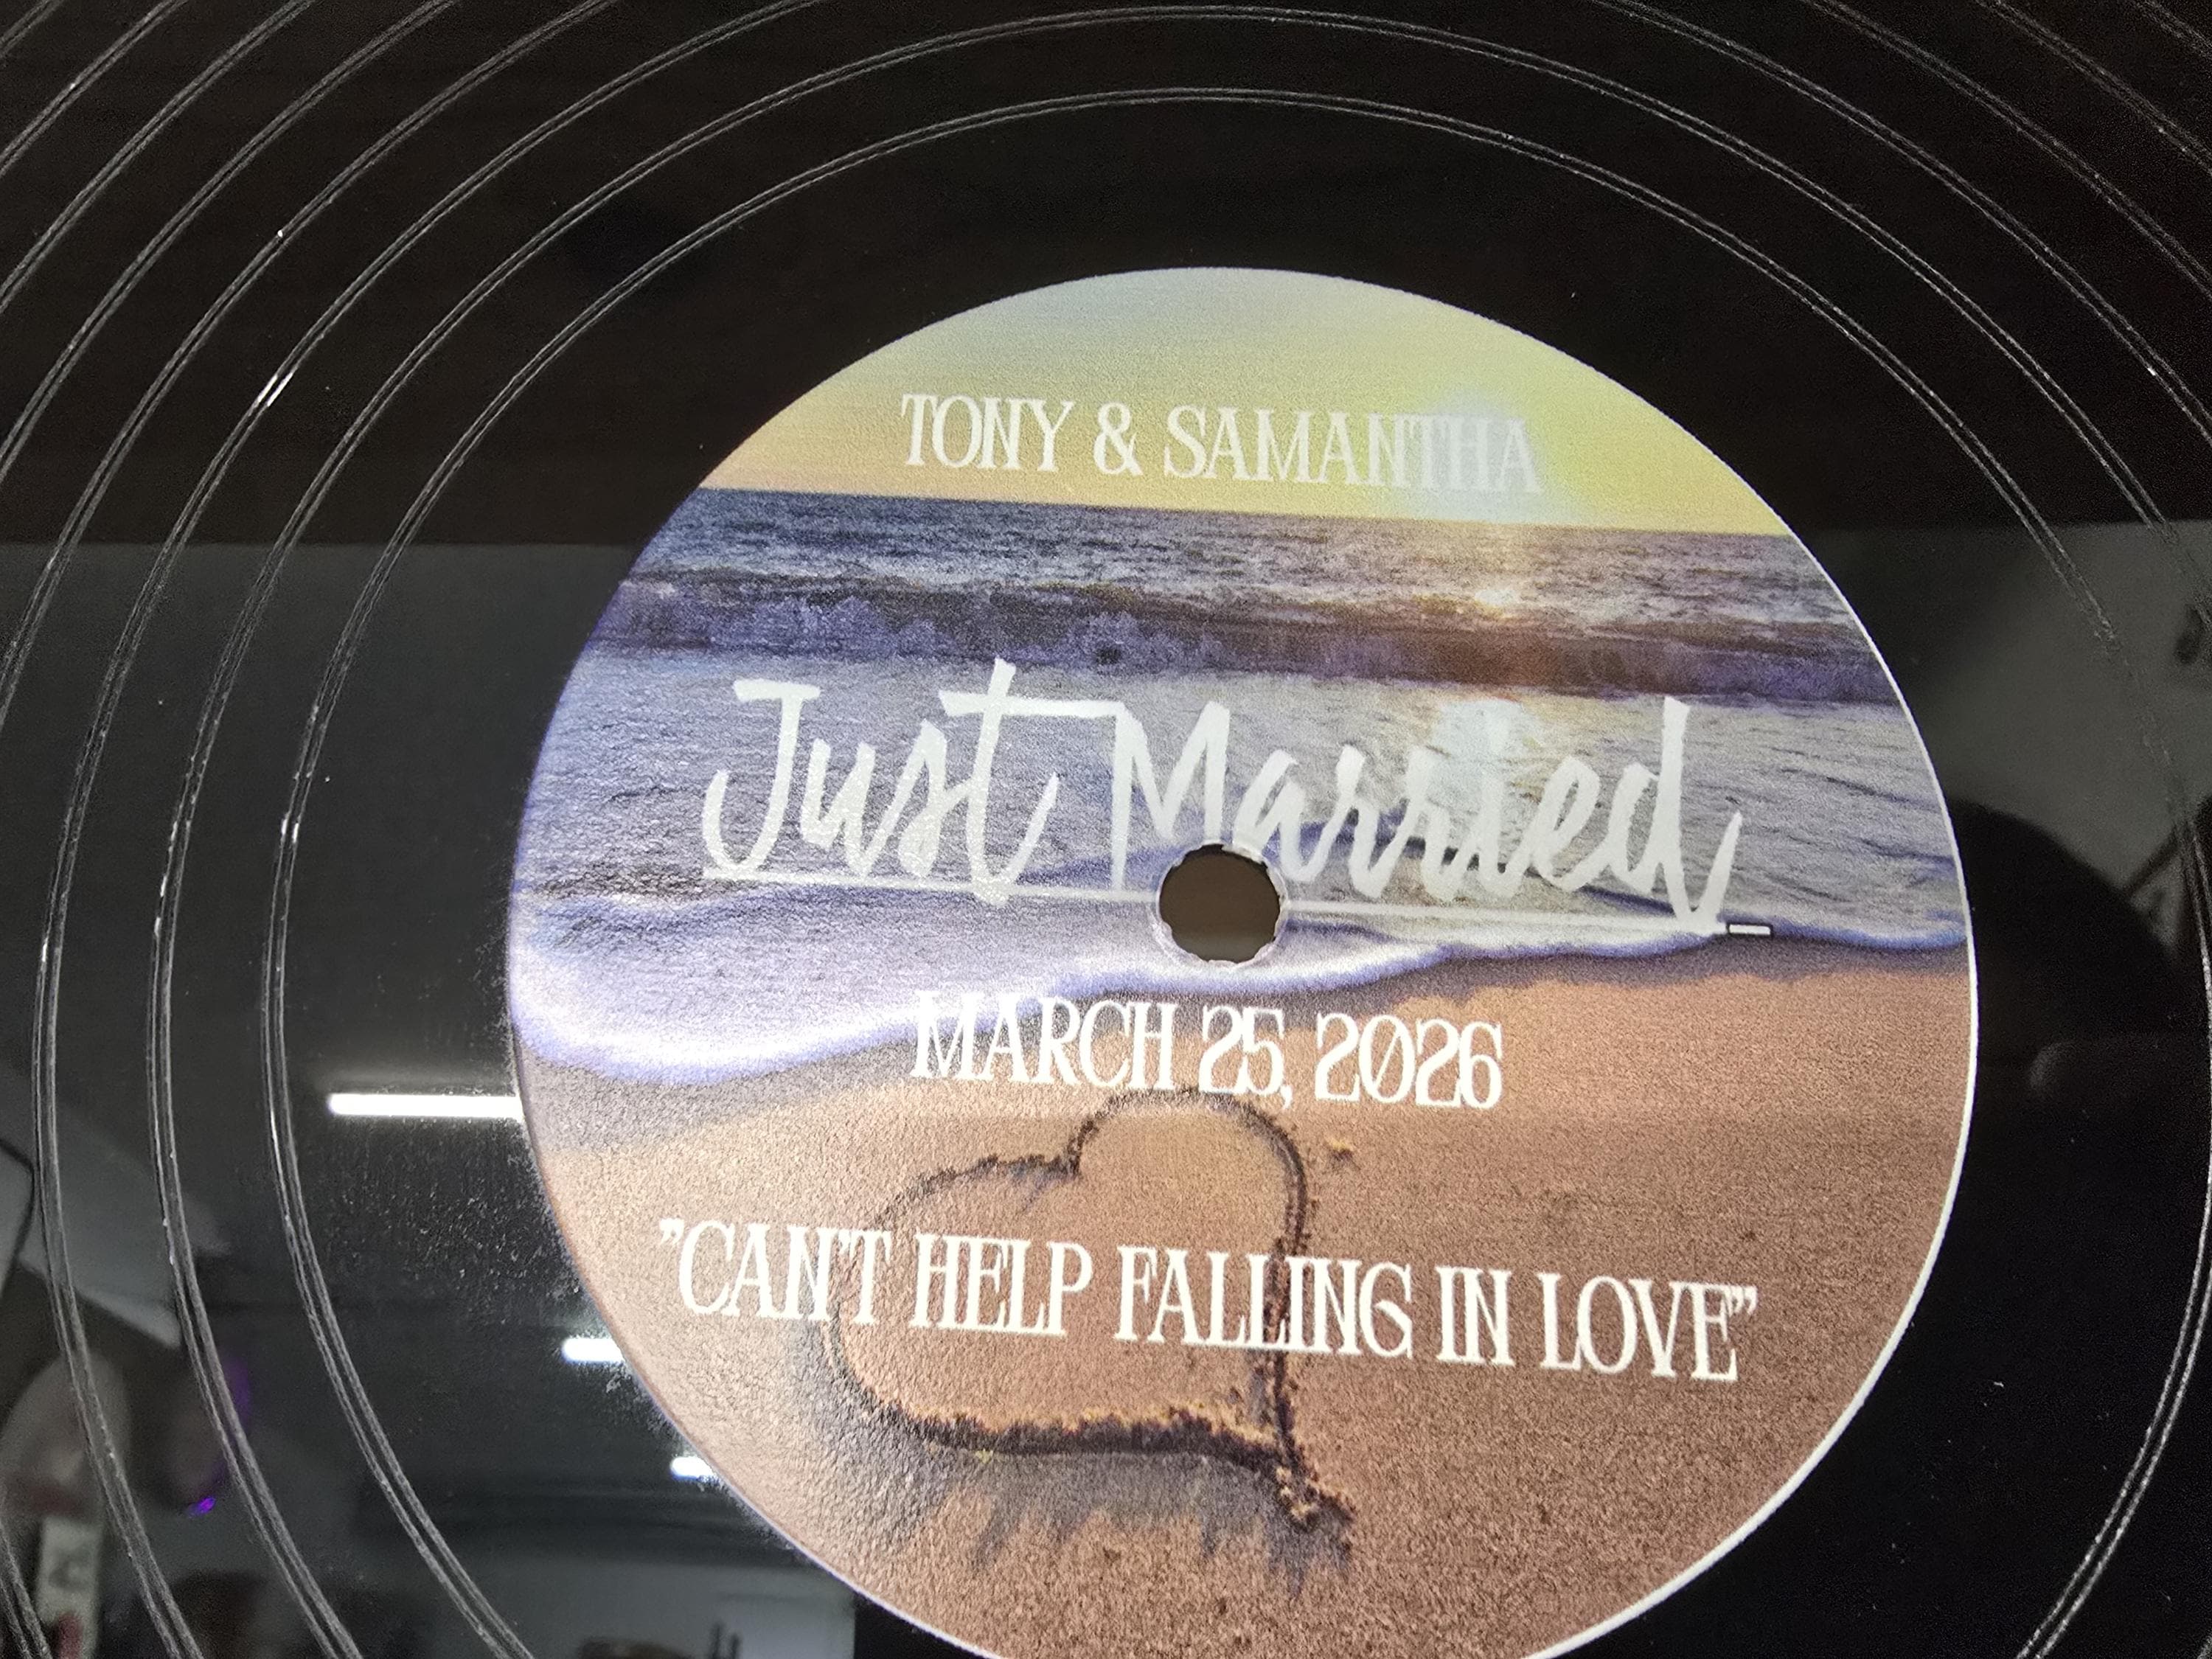 TONY & SAMANTHA
Just Married
MARCH 25, 2026
"CAN'T HELP FALLING IN LOVE"